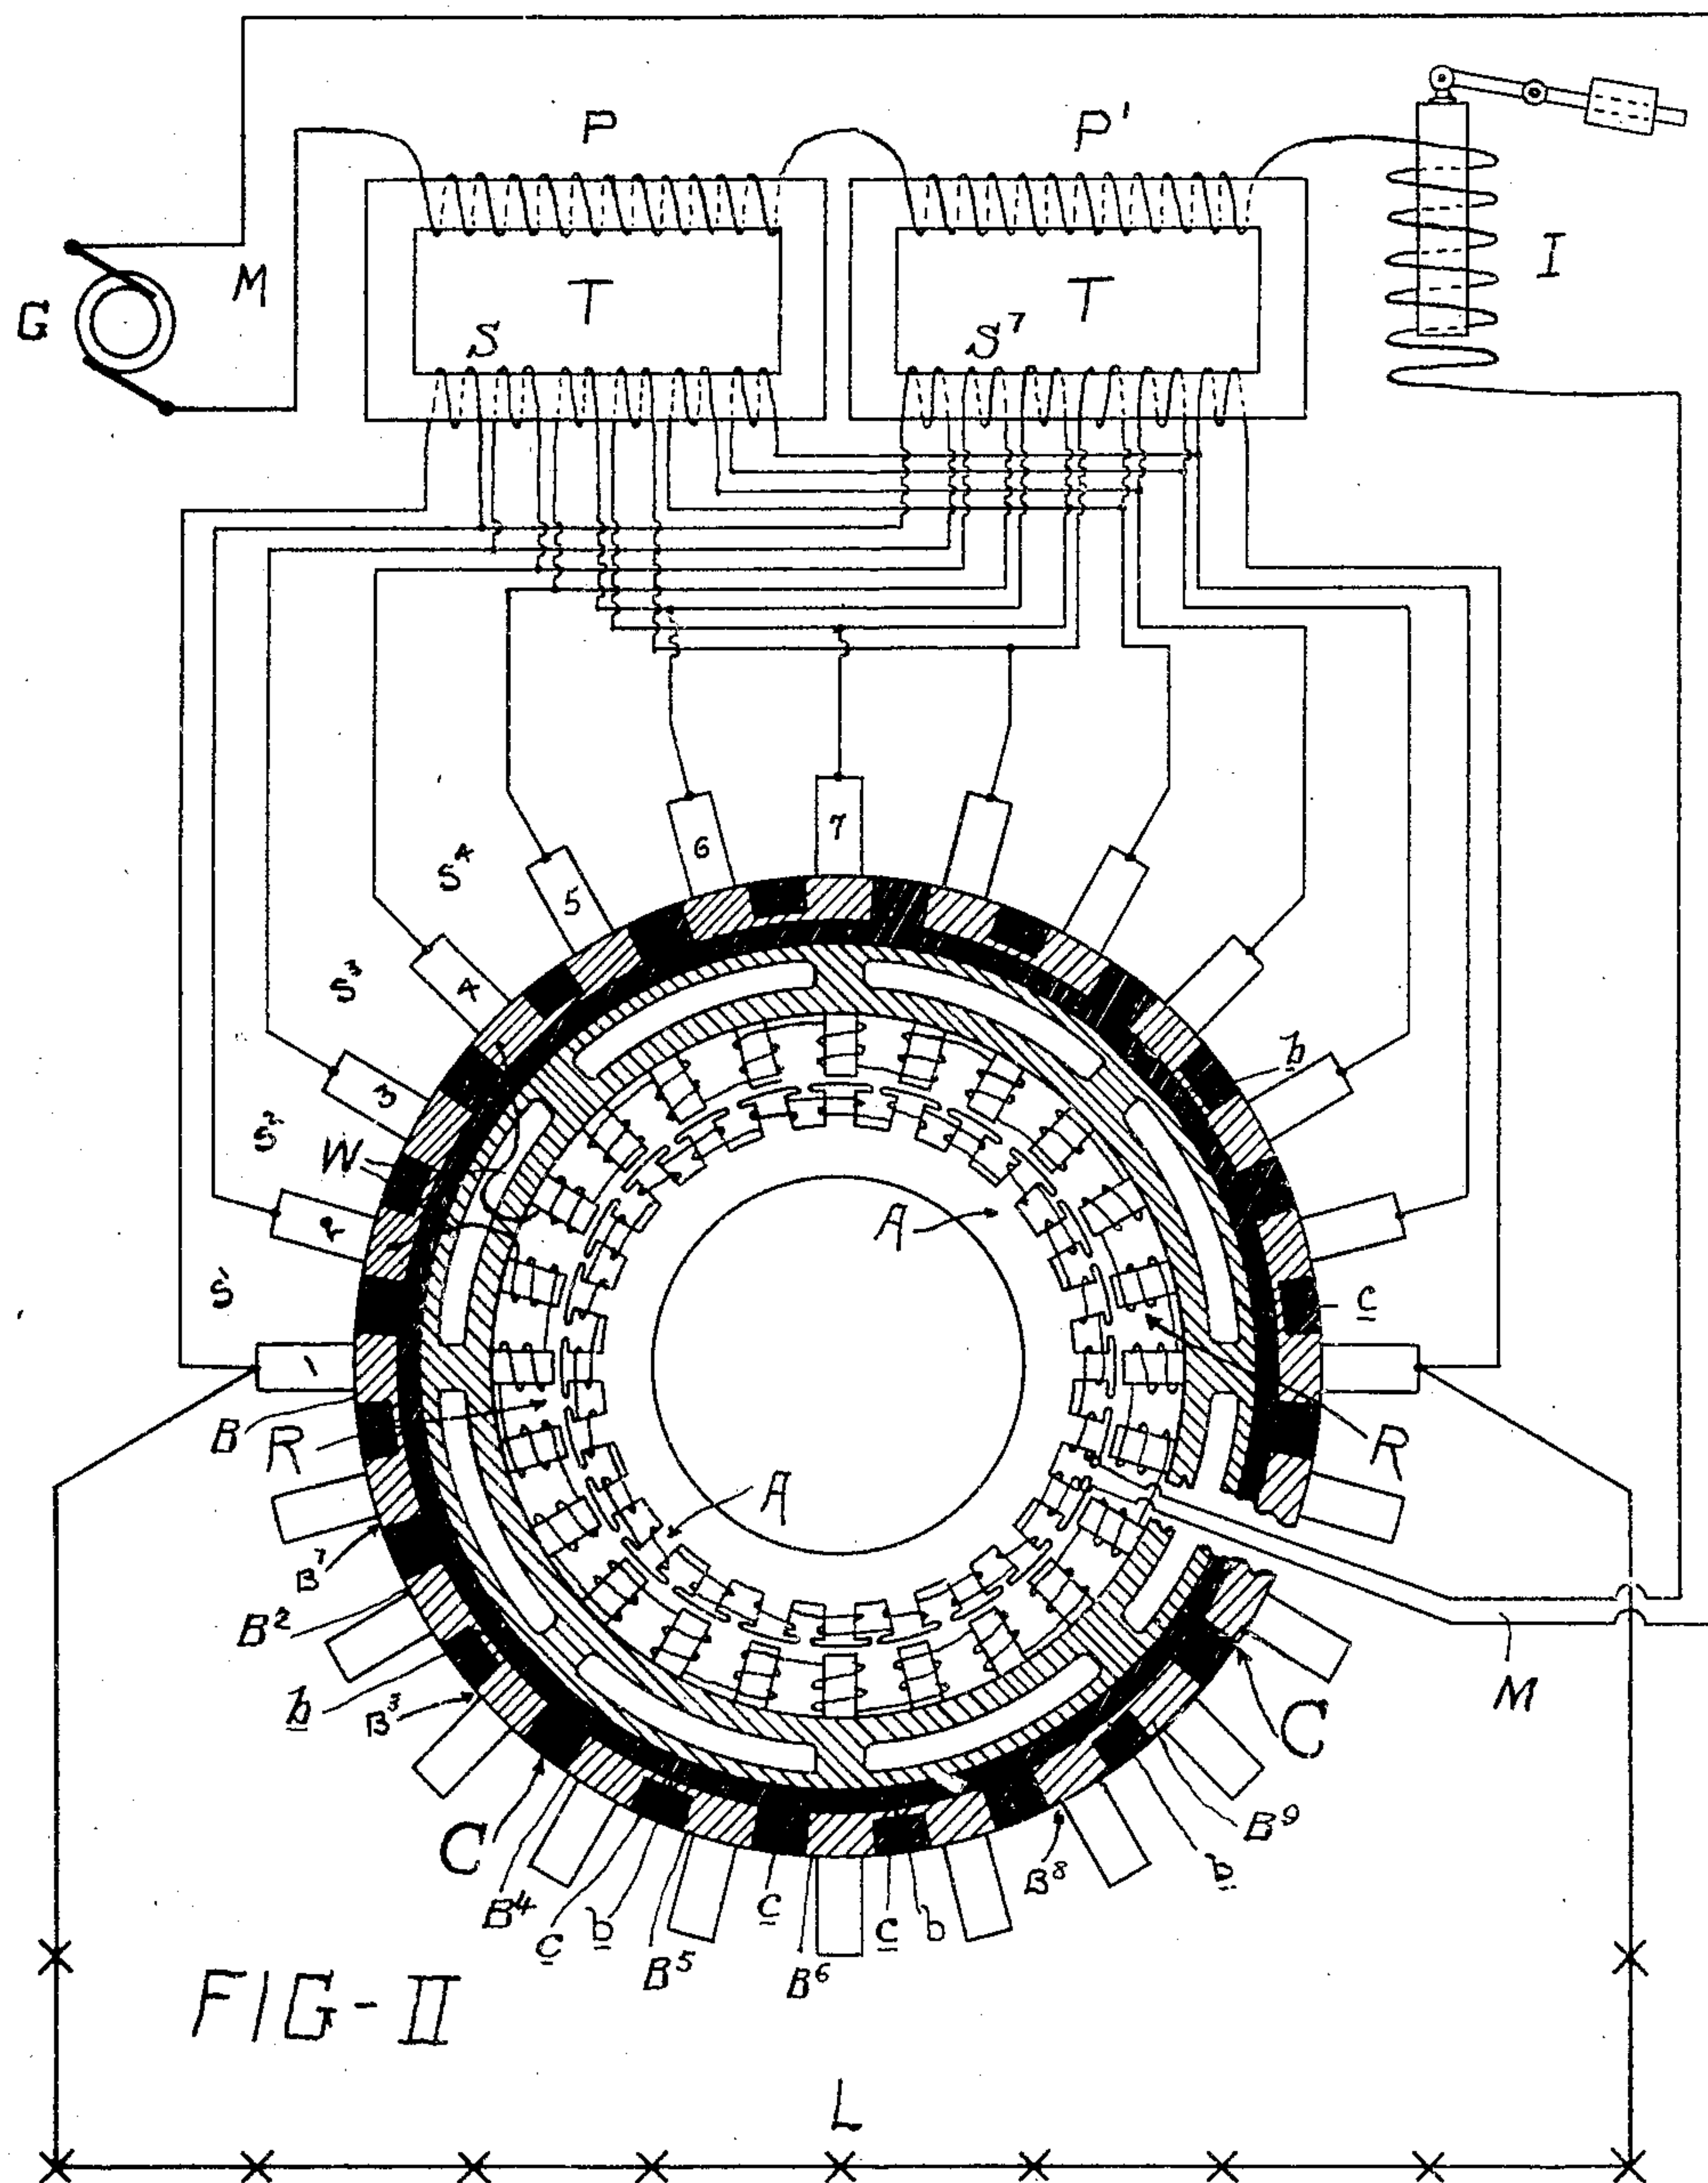 P P'
G M T T I
S S⁷
6 7
S⁴ 5
S³ 4
3 b
S² W
2 A
S c
1
B R R
A
B⁷
B²
b B³ M
C C
B⁴ B⁹
c b B⁵ c B⁶ c b B⁸ b
FIG-II
L